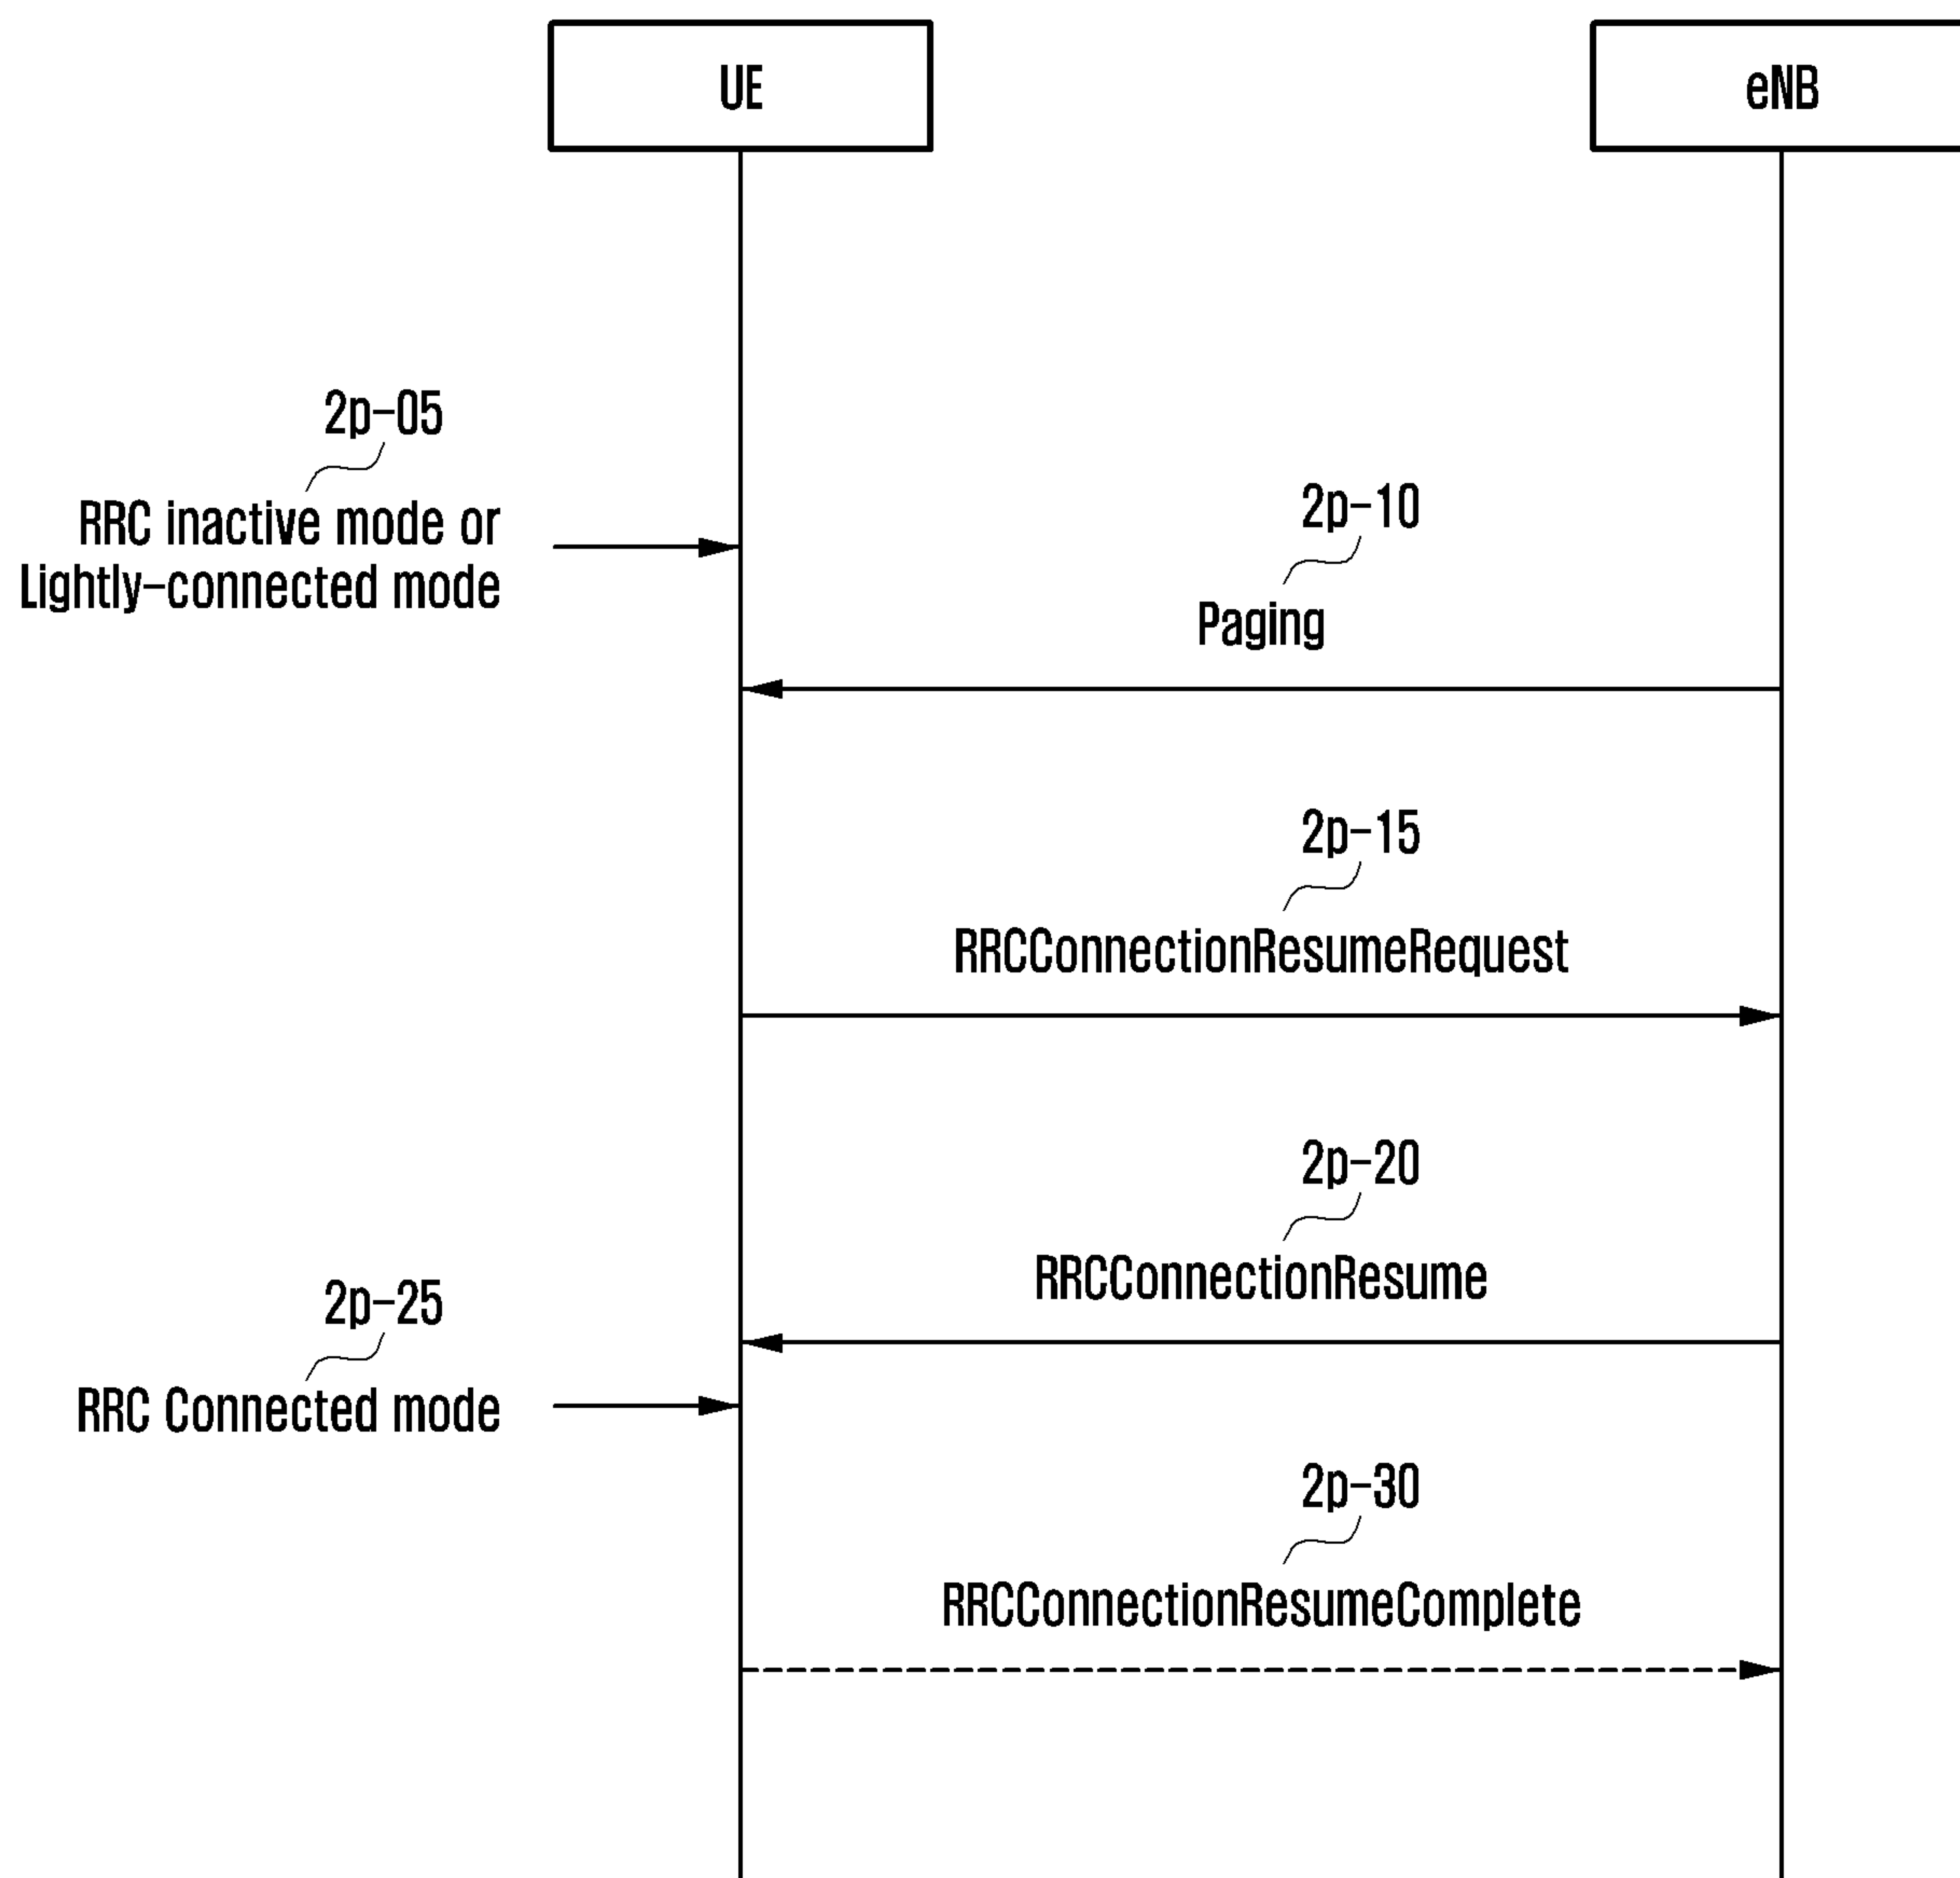 UE
eNB
2p-05
RRC inactive mode or
Lightly-connected mode
2p-10
Paging
2p-15
RRCConnectionResumeRequest
2p-20
RRCConnectionResume
2p-25
RRC Connected mode
2p-30
RRCConnectionResumeComplete